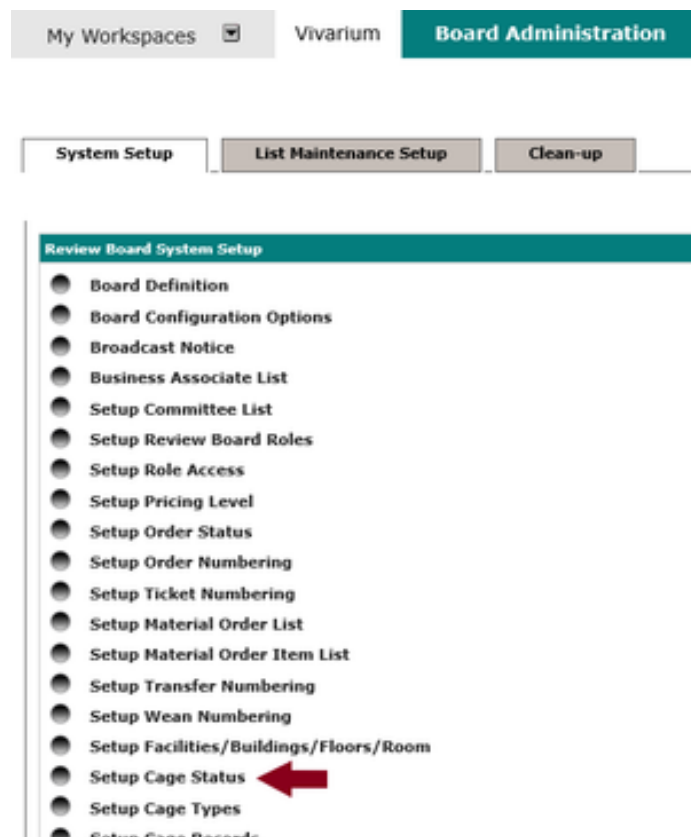 My Workspaces Vivarium Board Administration
System Setup List Maintenance Setup Clean-up
Review Board System Setup
Board Definition
Board Configuration Options
Broadcast Notice
Business Associate List
Setup Committee List
Setup Review Board Roles
Setup Role Access
Setup Pricing Level
Setup Order Status
Setup Order Numbering
Setup Ticket Numbering
Setup Material Order List
Setup Material Order Item List
Setup Transfer Numbering
Setup Wean Numbering
Setup Facilities/Buildings/Floors/Room
Setup Cage Status
Setup Cage Types
Setup Cage Records